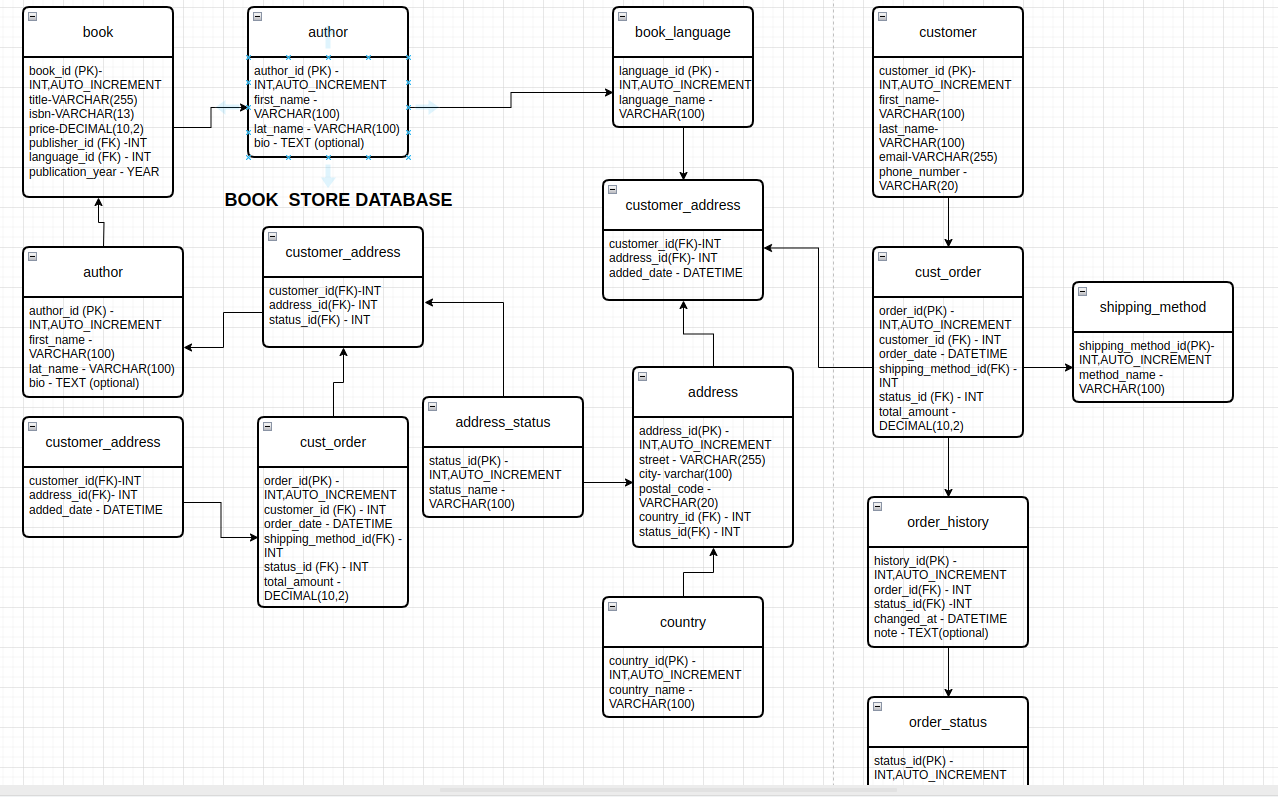 book
book_id (PK)-
INT,AUTO_INCREMENT
title-VARCHAR(255)
isbn-VARCHAR(13)
price-DECIMAL(10,2)
publisher_id (FK) -INT
language_id (FK) - INT
publication_year - YEAR
author
author_id (PK) -
INT,AUTO_INCREMENT
first_name -
VARCHAR(100)
lat_name - VARCHAR(100)
bio - TEXT (optional)
book_language
language_id (PK) -
INT,AUTO_INCREMENT
language_name -
VARCHAR(100)
customer
customer_id (PK)-
INT,AUTO_INCREMENT
first_name-
VARCHAR(100)
last_name-
VARCHAR(100)
email-VARCHAR(255)
phone_number -
VARCHAR(20)
BOOK STORE DATABASE
customer_address
customer_id(FK)-INT
address_id(FK)- INT
added_date - DATETIME
customer_address
customer_id(FK)-INT
address_id(FK)- INT
status_id(FK) - INT
author
author_id (PK) -
INT,AUTO_INCREMENT
first_name -
VARCHAR(100)
lat_name - VARCHAR(100)
bio - TEXT (optional)
cust_order
order_id(PK) -
INT,AUTO_INCREMENT
customer_id (FK) - INT
order_date - DATETIME
shipping_method_id(FK) -
INT
status_id (FK) - INT
total_amount -
DECIMAL(10,2)
shipping_method
shipping_method_id(PK)-
INT,AUTO_INCREMENT
method_name -
VARCHAR(100)
customer_address
customer_id(FK)-INT
address_id(FK)- INT
added_date - DATETIME
cust_order
order_id(PK) -
INT,AUTO_INCREMENT
customer_id (FK) - INT
order_date - DATETIME
shipping_method_id(FK) -
INT
status_id (FK) - INT
total_amount -
DECIMAL(10,2)
address_status
status_id(PK) -
INT,AUTO_INCREMENT
status_name -
VARCHAR(100)
address
address_id(PK) -
INT,AUTO_INCREMENT
street - VARCHAR(255)
city- varchar(100)
postal_code -
VARCHAR(20)
country_id (FK) - INT
status_id(FK) - INT
order_history
history_id(PK) -
INT,AUTO_INCREMENT
order_id(FK) - INT
status_id(FK) -INT
changed_at - DATETIME
note - TEXT(optional)
country
country_id(PK) -
INT,AUTO_INCREMENT
country_name -
VARCHAR(100)
order_status
status_id(PK) -
INT,AUTO_INCREMENT